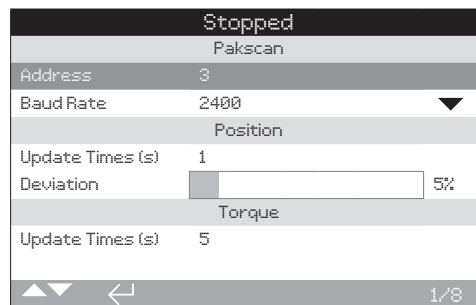 Stopped
Pakscan
Address 3
Baud Rate 2400
Position
Update Times (s) 1
Deviation 5%
Torque
Update Times (s) 5
1/8